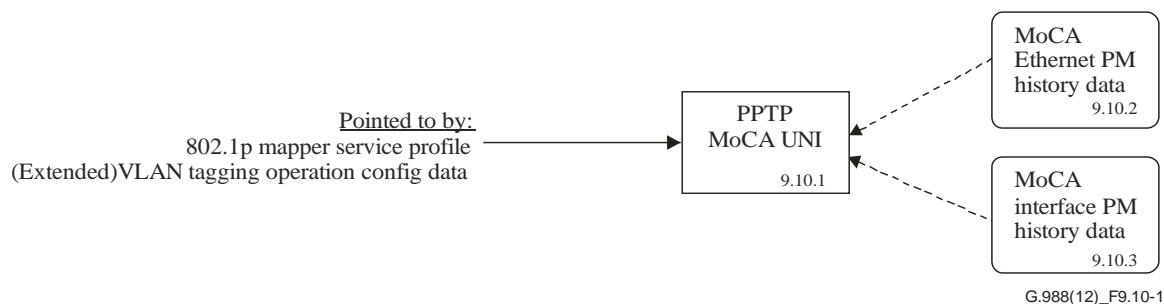 MoCA
Ethernet PM
history data
9.10.2
Pointed to by:
802.1p mapper service profile
(Extended)VLAN tagging operation config data
PPTP
MoCA UNI
9.10.1
MoCA
interface PM
history data
9.10.3
G.988(12)_F9.10-1